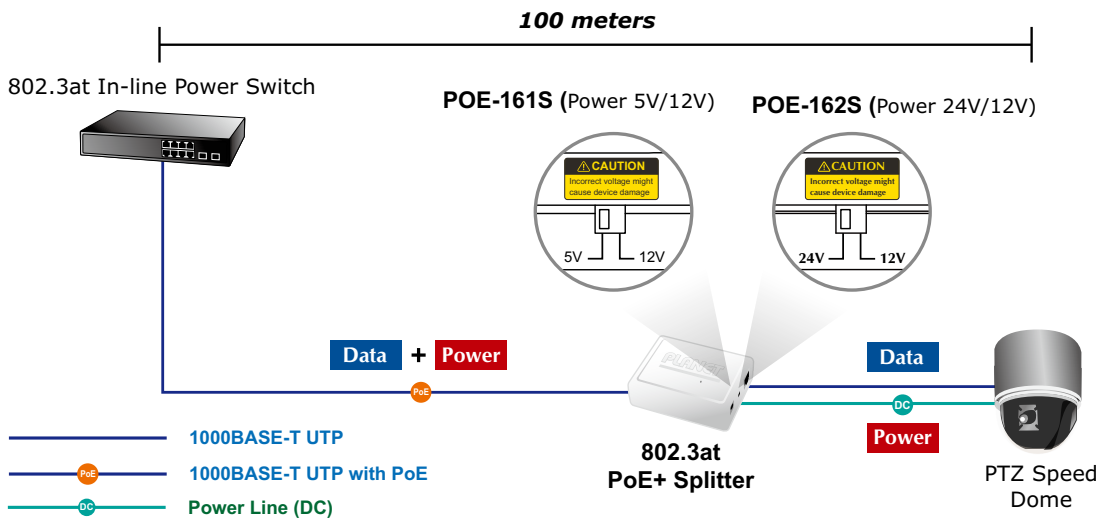 100 meters
802.3at In-line Power Switch
POE-161S (Power 5V/12V)
POE-162S (Power 24V/12V)
CAUTION
Incorrect voltage might
cause device damage
5V
12V
CAUTION
Incorrect voltage might
cause device damage
24V
12V
Data + Power
PoE
PLANET
Data
DC
Power
802.3at
PoE+ Splitter
PTZ Speed
Dome
1000BASE-T UTP
PoE
1000BASE-T UTP with PoE
DC
Power Line (DC)